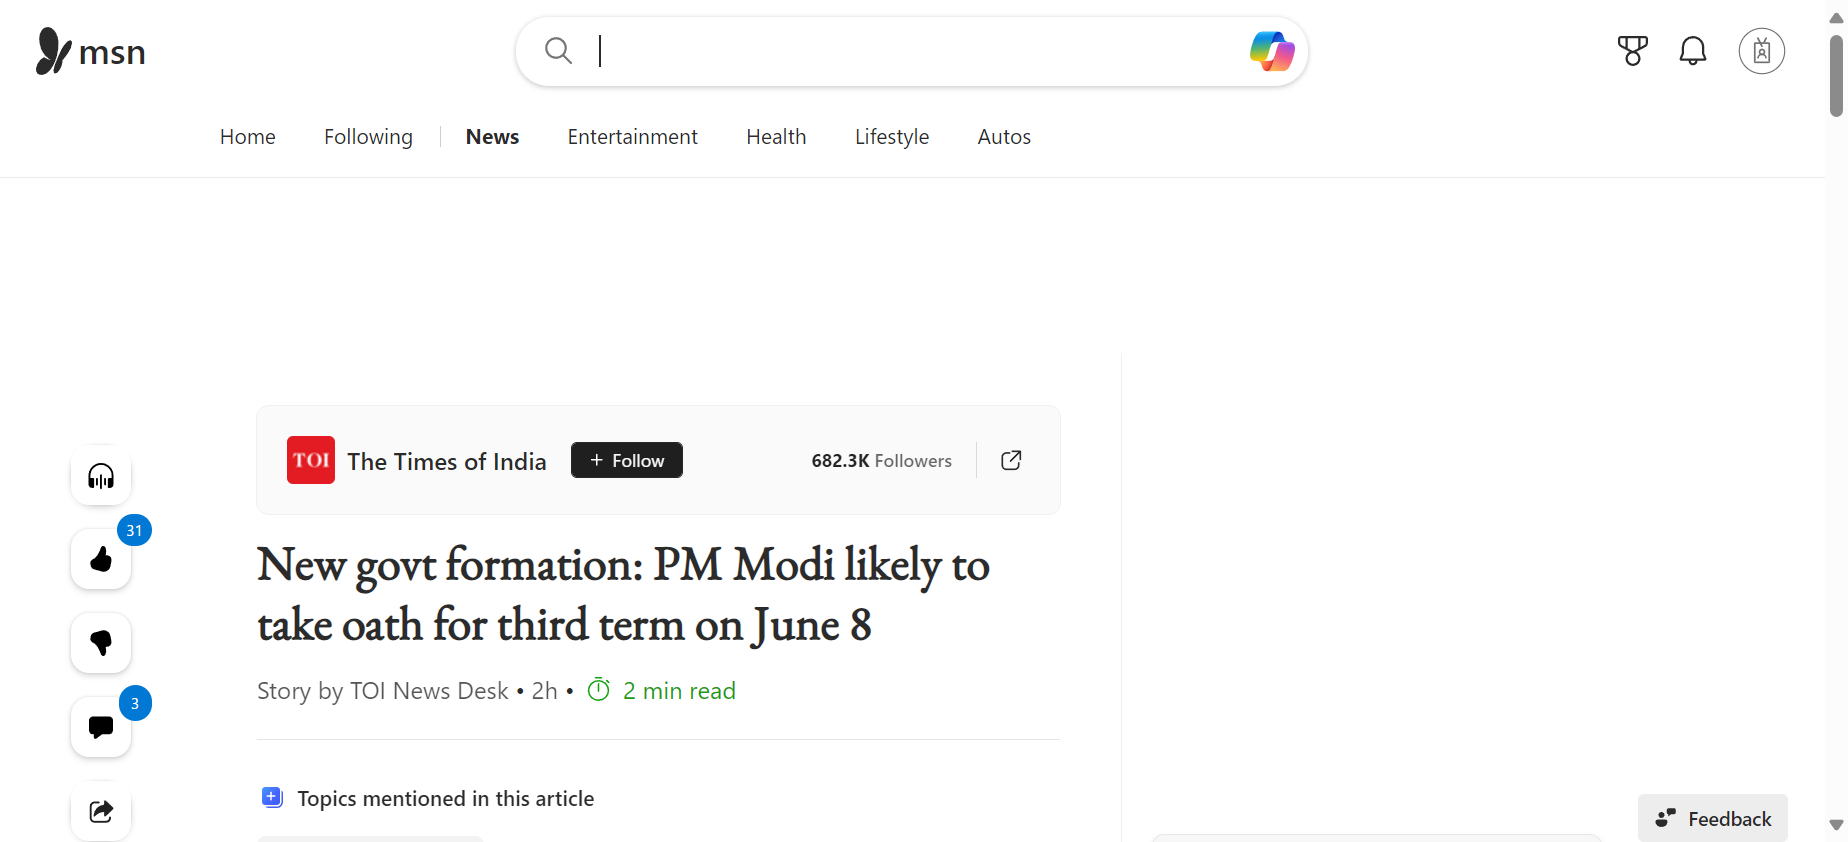 msn
Home Following News Entertainment Health Lifestyle Autos
TOI The Times of India + Follow 682.3K Followers
31
New govt formation: PM Modi likely to
take oath for third term on June 8
Story by TOI News Desk • 2h • 2 min read
3
Topics mentioned in this article
Feedback